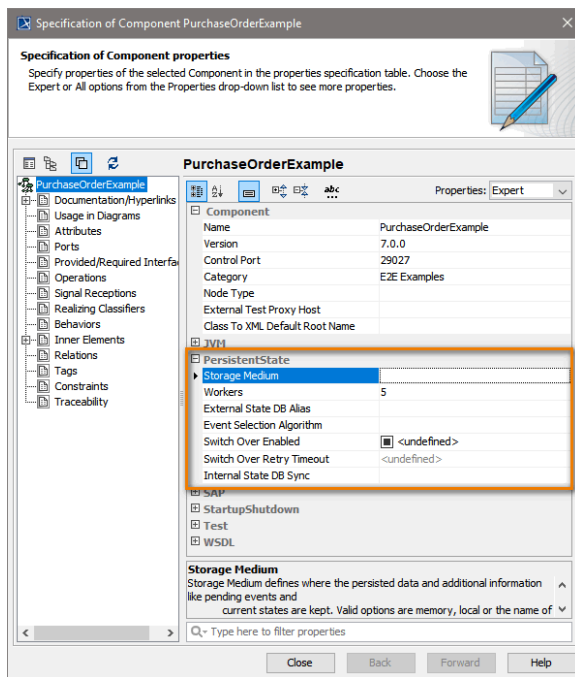 Specification of Component PurchaseOrderExample
Specification of Component properties
Specify properties of the selected Component in the properties specification table. Choose the
Expert or All options from the Properties drop-down list to see more properties.
PurchaseOrderExample
Documentation/Hyperlinks
Usage in Diagrams
Attributes
Ports
Provided/Required Interfa
Operations
Signal Receptions
Realizing Classifiers
Behaviors
Inner Elements
Relations
Tags
Constraints
Traceability
PurchaseOrderExample
abc Properties: Expert
Component
Name PurchaseOrderExample
Version 7.0.0
Control Port 29027
Category E2E Examples
Node Type
External Test Proxy Host
Class To XML Default Root Name
JVM
PersistentState
Storage Medium
Workers 5
External State DB Alias
Event Selection Algorithm
Switch Over Enabled <undefined>
Switch Over Retry Timeout <undefined>
Internal State DB Sync
SAP
StartupShutdown
Test
WSDL
Storage Medium
Storage Medium defines where the persisted data and additional information
like pending events and
current states are kept. Valid options are memory, local or the name of
Type here to filter properties
Close Back Forward Help